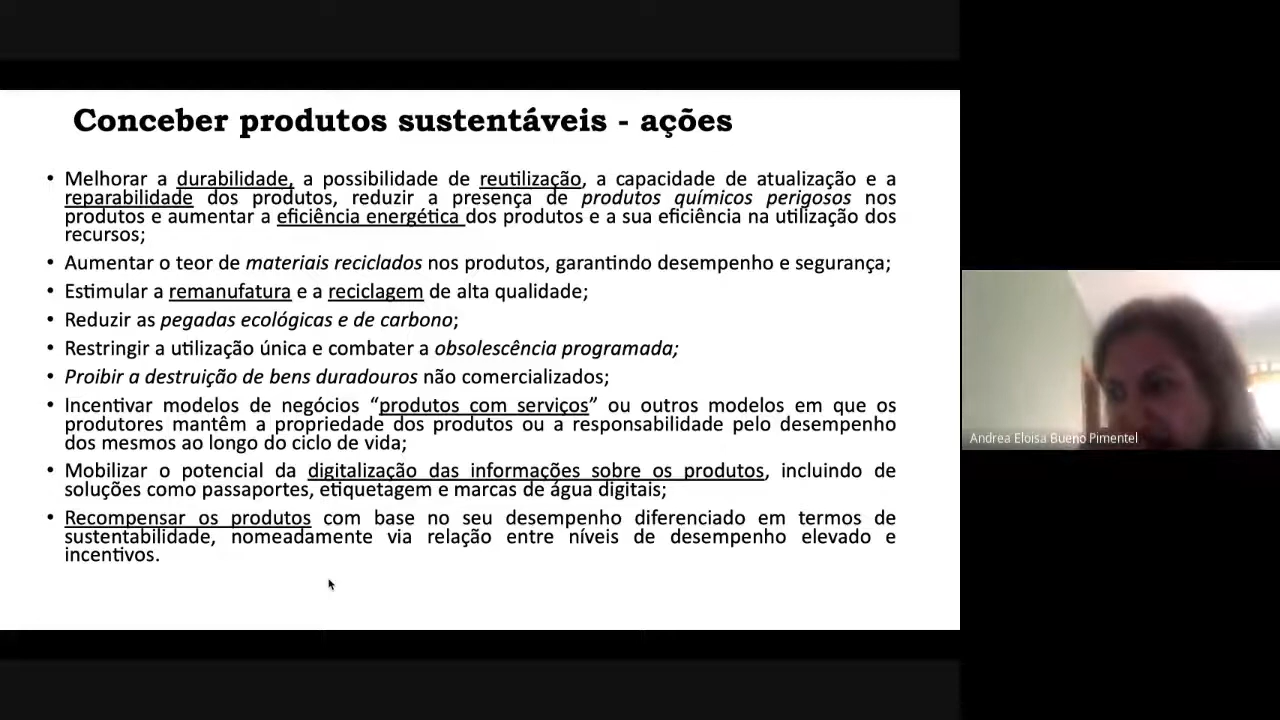 Conceber produtos sustentáveis - ações
• Melhorar a durabilidade, a possibilidade de reutilização, a capacidade de atualização e a
reparabilidade dos produtos, reduzir a presença de produtos químicos perigosos nos
produtos e aumentar a eficiência energética dos produtos e a sua eficiência na utilização dos
recursos;
• Aumentar o teor de materiais reciclados nos produtos, garantindo desempenho e segurança;
• Estimular a remanufatura e a reciclagem de alta qualidade;
• Reduzir as pegadas ecológicas e de carbono;
• Restringir a utilização única e combater a obsolescência programada;
• Proibir a destruição de bens duradouros não comercializados;
• Incentivar modelos de negócios “produtos com serviços” ou outros modelos em que os
produtores mantêm a propriedade dos produtos ou a responsabilidade pelo desempenho
dos mesmos ao longo do ciclo de vida;
• Mobilizar o potencial da digitalização das informações sobre os produtos, incluindo de
soluções como passaportes, etiquetagem e marcas de água digitais;
• Recompensar os produtos com base no seu desempenho diferenciado em termos de
sustentabilidade, nomeadamente via relação entre níveis de desempenho elevado e
incentivos.
Andrea Eloisa Bueno Pimentel